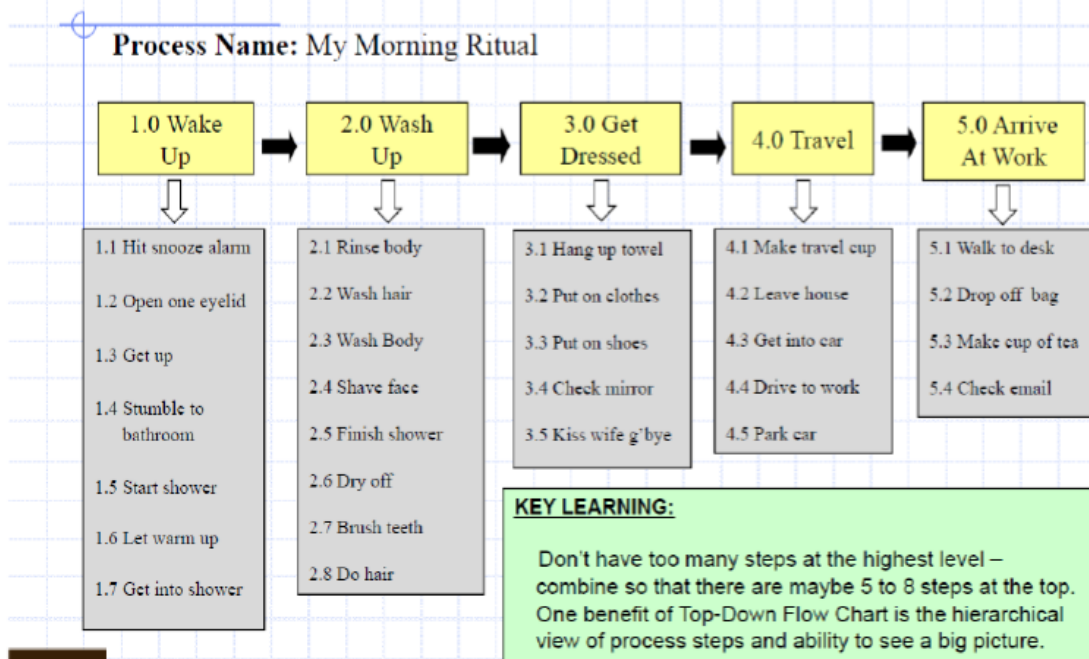 Process Name: My Morning Ritual
1.0 Wake
Up
2.0 Wash
Up
3.0 Get
Dressed
4.0 Travel
5.0 Arrive
At Work
1.1 Hit snooze alarm
1.2 Open one eyelid
1.3 Get up
1.4 Stumble to
bathroom
1.5 Start shower
1.6 Let warm up
1.7 Get into shower
2.1 Rinse body
2.2 Wash hair
2.3 Wash Body
2.4 Shave face
2.5 Finish shower
2.6 Dry off
2.7 Brush teeth
2.8 Do hair
3.1 Hang up towel
3.2 Put on clothes
3.3 Put on shoes
3.4 Check mirror
3.5 Kiss wife g'bye
4.1 Make travel cup
4.2 Leave house
4.3 Get into car
4.4 Drive to work
4.5 Park car
5.1 Walk to desk
5.2 Drop off bag
5.3 Make cup of tea
5.4 Check email
KEY LEARNING:
Don't have too many steps at the highest level –
combine so that there are maybe 5 to 8 steps at the top.
One benefit of Top-Down Flow Chart is the hierarchical
view of process steps and ability to see a big picture.